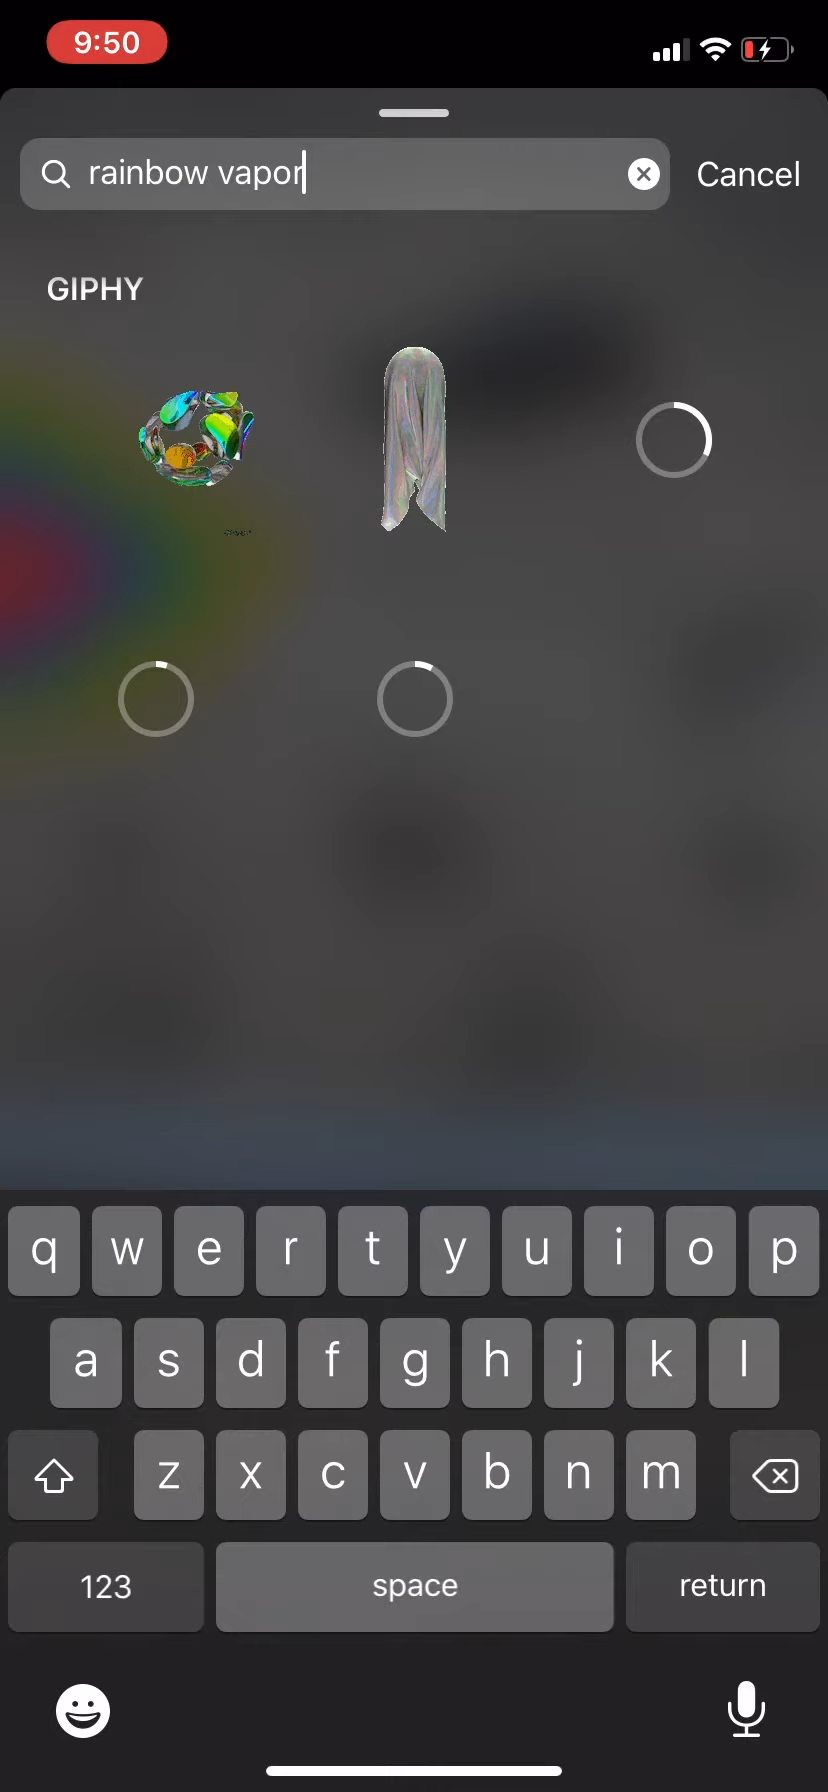 9:50
rainbow vapor
Cancel
GIPHY
q w e r t y u i o p
a s d f g h j k l
z x c v b n m
123 space return